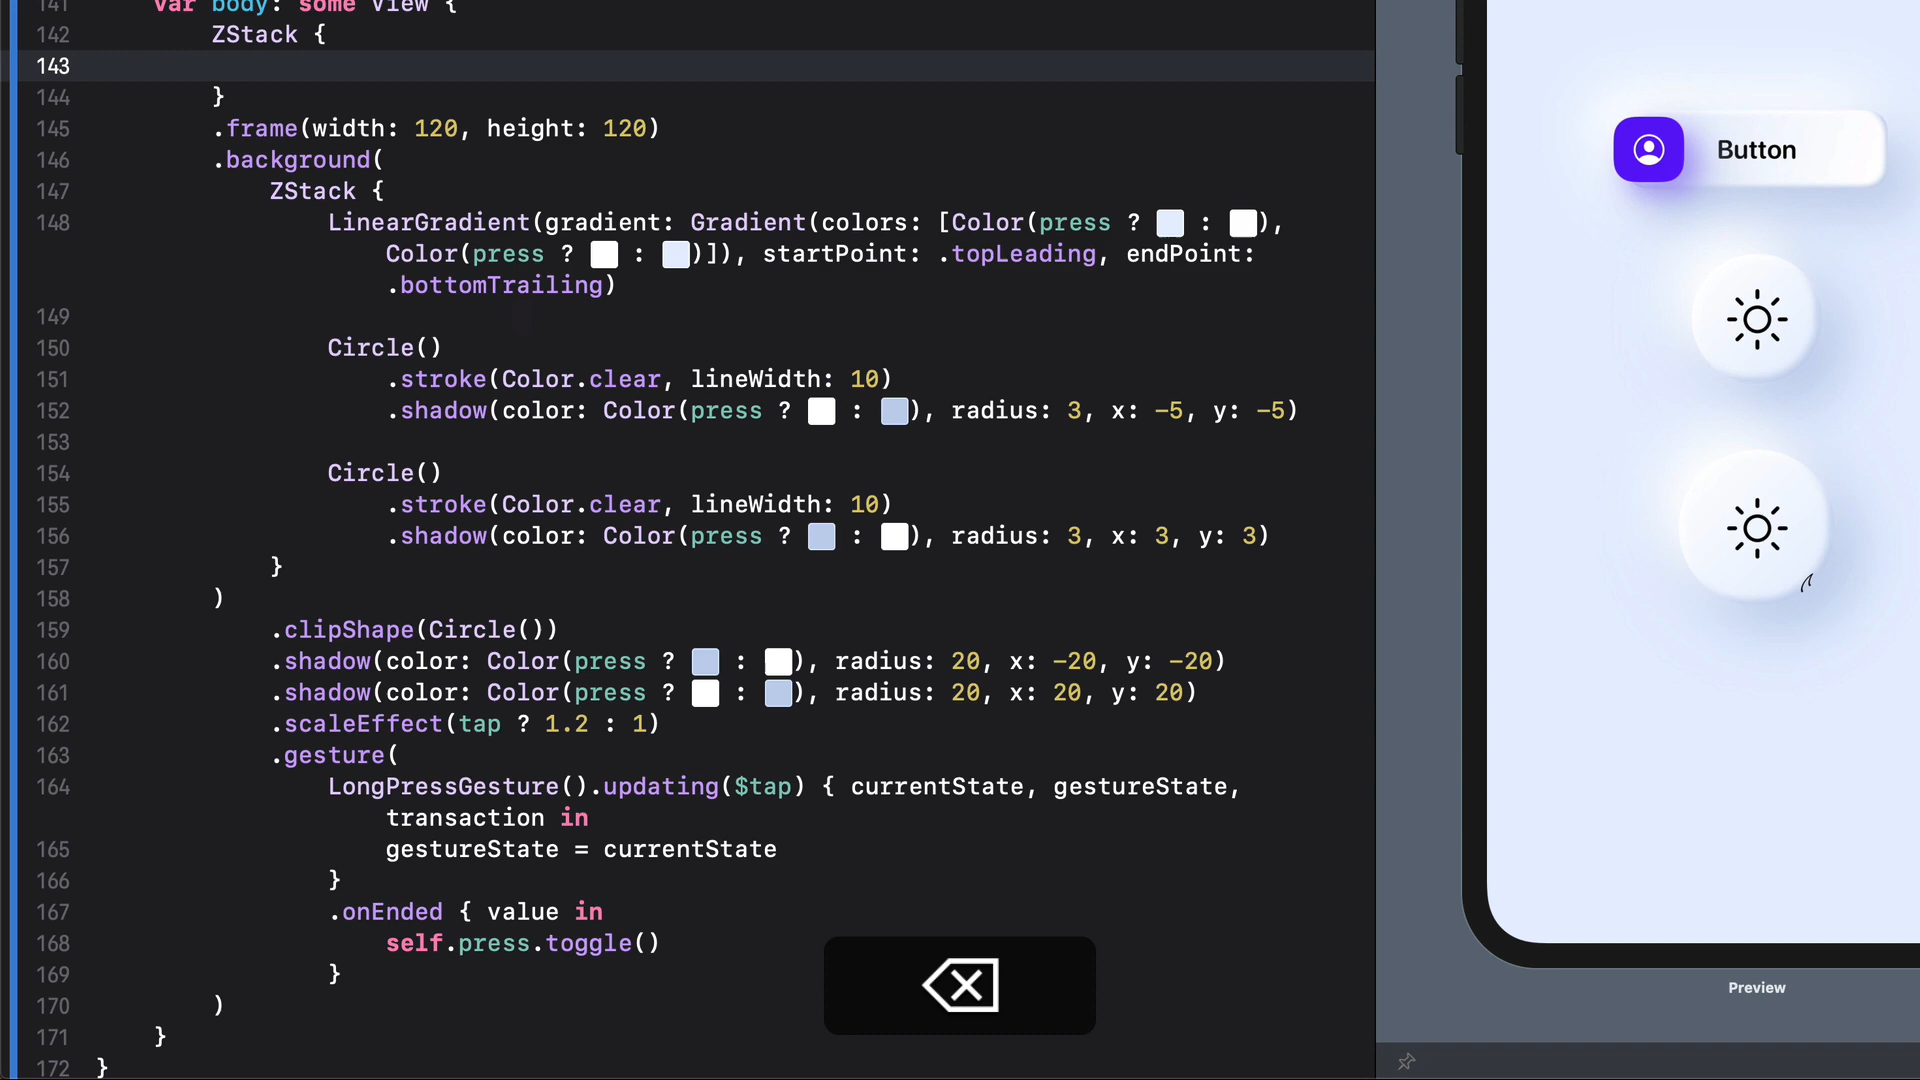 141 var body: some View {
142 ZStack {
143
144 }
145 .frame(width: 120, height: 120)
146 .background(
147 ZStack {
148 LinearGradient(gradient: Gradient(colors: [Color(press ? : ),
Color(press ? : )]), startPoint: .topLeading, endPoint:
.bottomTrailing)
149
150 Circle()
151 .stroke(Color.clear, lineWidth: 10)
152 .shadow(color: Color(press ? : ), radius: 3, x: -5, y: -5)
153
154 Circle()
155 .stroke(Color.clear, lineWidth: 10)
156 .shadow(color: Color(press ? : ), radius: 3, x: 3, y: 3)
157 }
158 )
159 .clipShape(Circle())
160 .shadow(color: Color(press ? : ), radius: 20, x: -20, y: -20)
161 .shadow(color: Color(press ? : ), radius: 20, x: 20, y: 20)
162 .scaleEffect(tap ? 1.2 : 1)
163 .gesture(
164 LongPressGesture().updating($tap) { currentState, gestureState,
transaction in
165 gestureState = currentState
166 }
167 .onEnded { value in
168 self.press.toggle()
169 }
170 )
171 }
172 }
Button
Preview